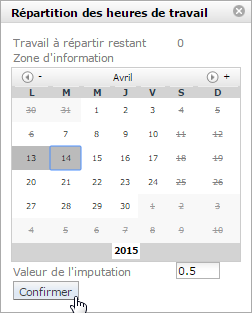 Répartition des heures de travail
Travail à répartir restant 0
Zone d'information
- Avril +
L M M J V S D
30 31 1 2 3 4 5
6 7 8 9 10 11 12
13 14 15 16 17 18 19
20 21 22 23 24 25 26
27 28 29 30 1 2 3
4 5 6 7 8 9 10
2015
Valeur de l'imputation 0.5
Confirmer